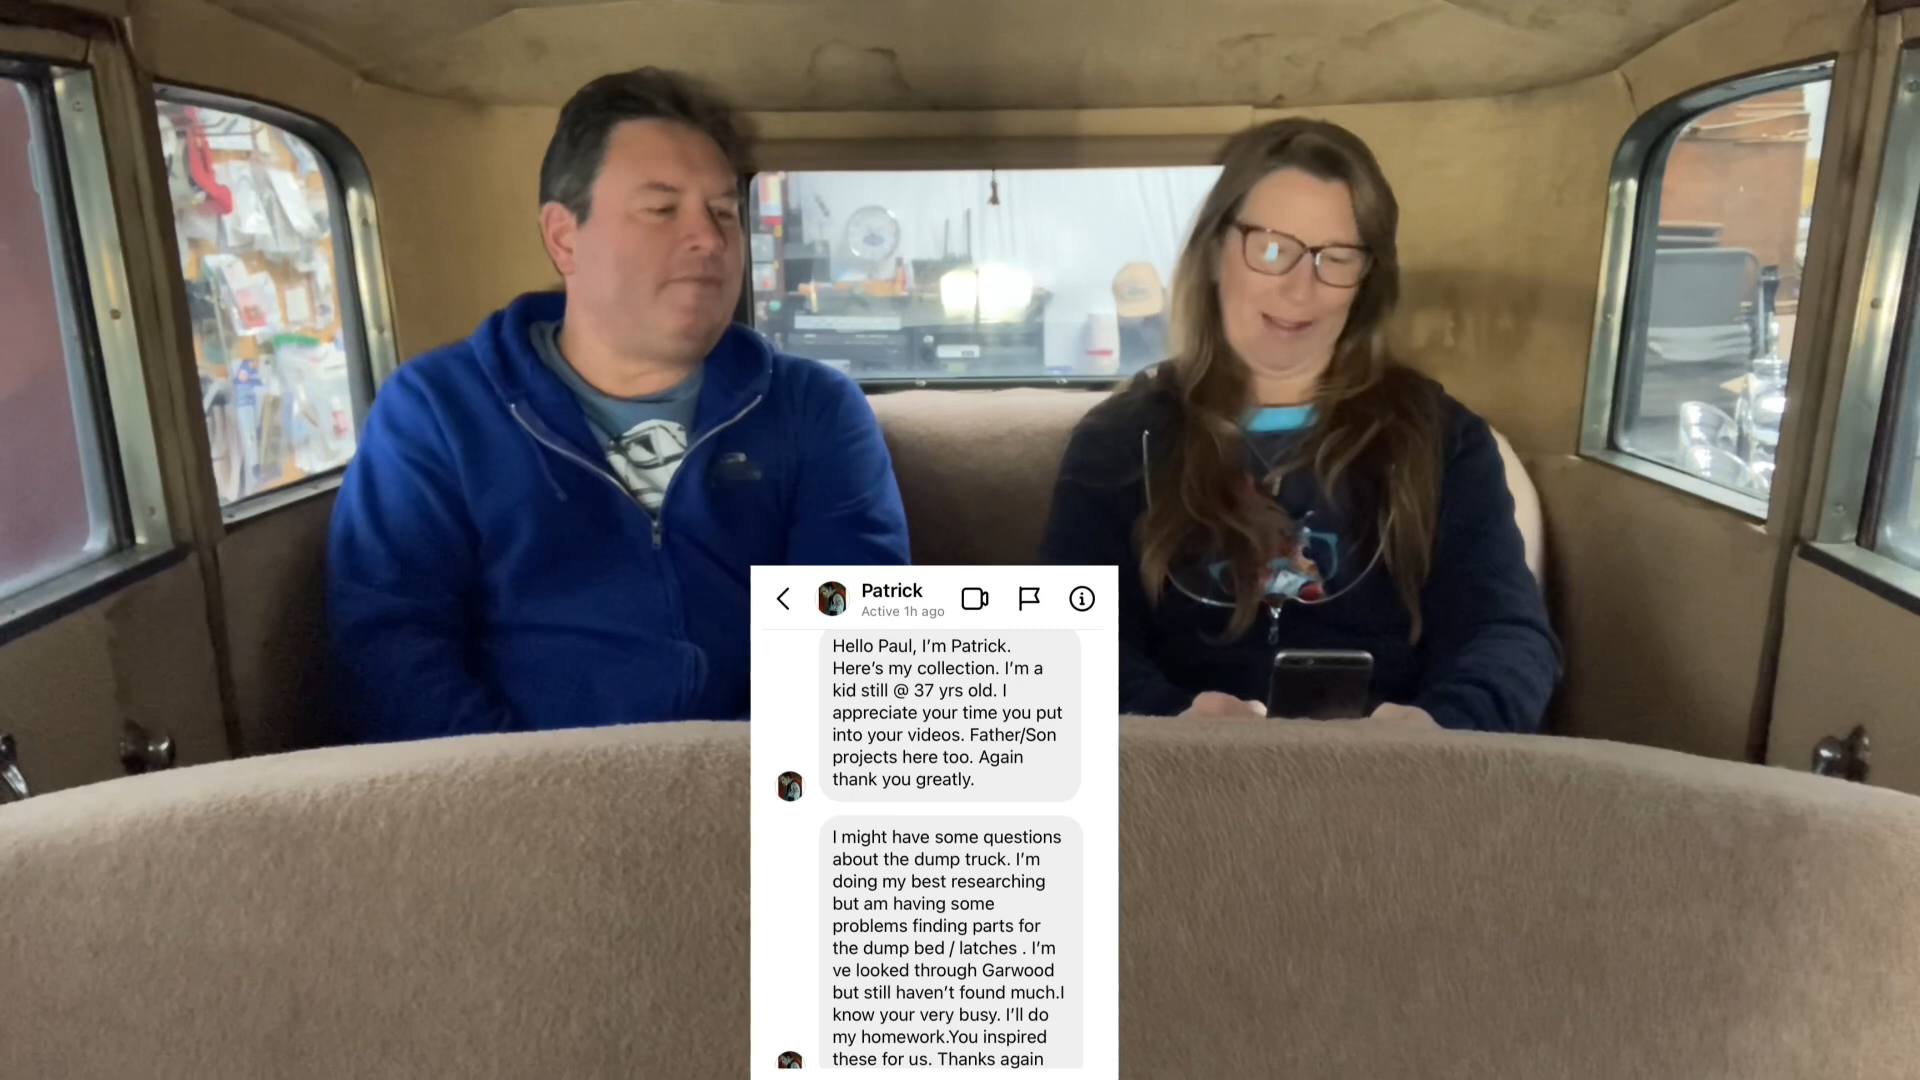 Patrick
Active 1h ago
Hello Paul, I'm Patrick.
Here's my collection. I'm a
kid still @ 37 yrs old. I
appreciate your time you put
into your videos. Father/Son
projects here too. Again
thank you greatly.
I might have some questions
about the dump truck. I'm
doing my best researching
but am having some
problems finding parts for
the dump bed / latches . I'm
ve looked through Garwood
but still haven't found much.I
know your very busy. I'll do
my homework.You inspired
these for us. Thanks again